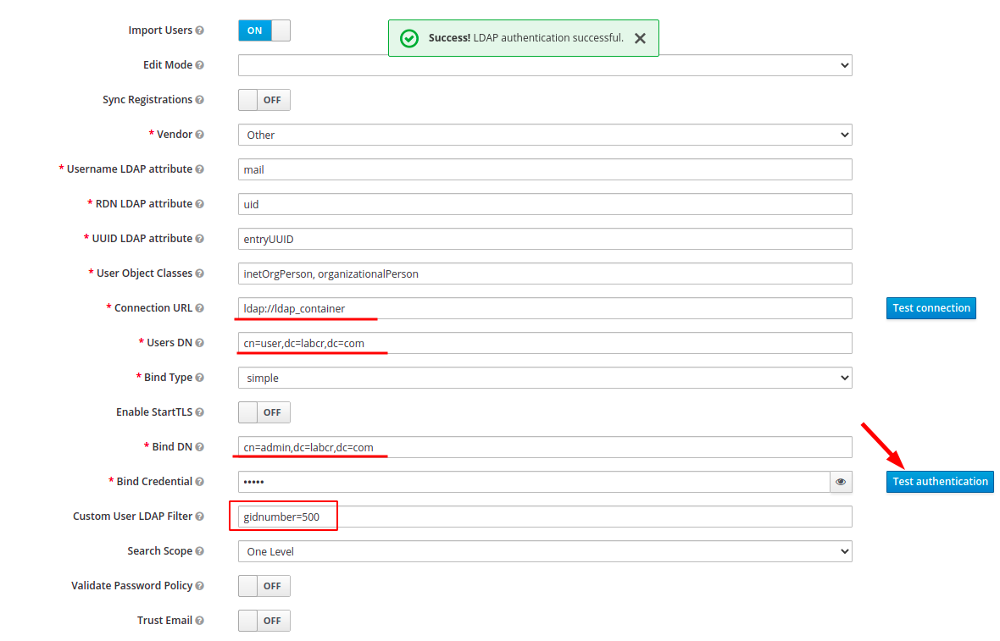 Import Users
ON
Success! LDAP authentication successful.
Edit Mode
Sync Registrations
OFF
* Vendor
Other
* Username LDAP attribute
mail
* RDN LDAP attribute
uid
* UUID LDAP attribute
entryUUID
* User Object Classes
inetOrgPerson, organizationalPerson
* Connection URL
ldap://ldap_container
Test connection
* Users DN
cn=user,dc=labcr,dc=com
* Bind Type
simple
Enable StartTLS
OFF
* Bind DN
cn=admin,dc=labcr,dc=com
* Bind Credential
•••••
Test authentication
Custom User LDAP Filter
gidnumber=500
Search Scope
One Level
Validate Password Policy
OFF
Trust Email
OFF